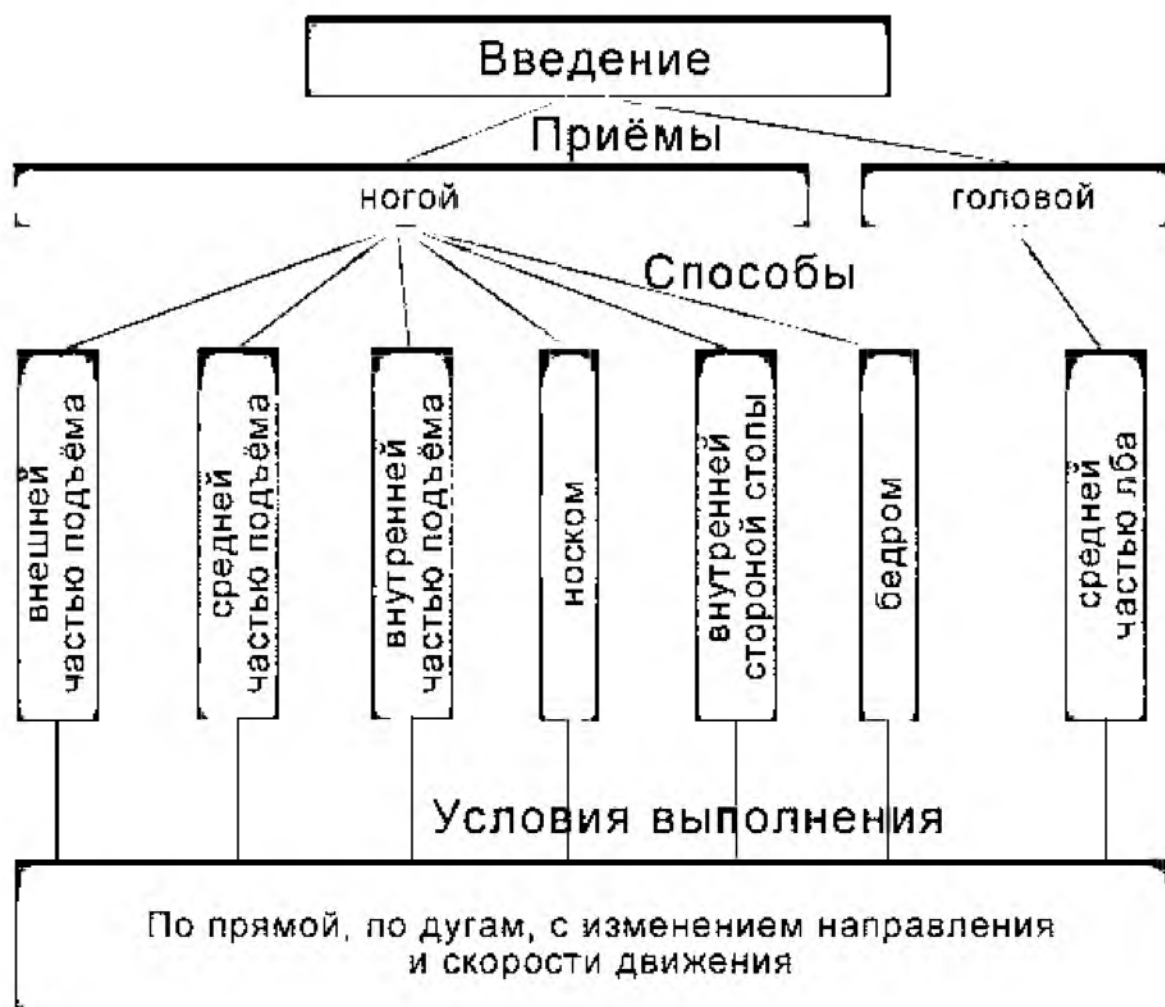 Введение
Приёмы
ногой
головой
Способы
внешней
частью подъёма
средней
частью подъёма
внутренней
частью подъёма
носком
внутренней
стороной стопы
бедром
средней
частью лба
Условия выполнения
По прямой, по дугам, с изменением направления
и скорости движения